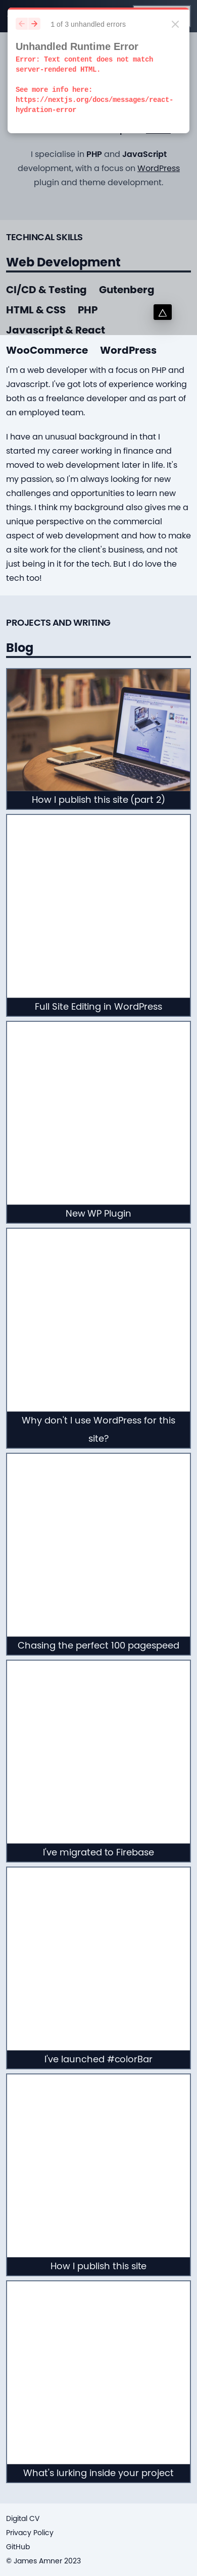 1 of 3 unhandled errors
Unhandled Runtime Error
Error: Text content does not match
server-rendered HTML.
See more info here:
https://nextjs.org/docs/messages/react-
hydration-error
I specialise in PHP and JavaScript
development, with a focus on WordPress
plugIn and theme development.
TECHINCAL SKILLS
Web Development
CI/CD & Testing Gutenberg
HTML & CSS PHP
Javascript & React
WooCommerce WordPress
I'm a web developer with a focus on PHP and
Javascript. I've got lots of experience working
both as a freelance developer and as part of
an employed team.
I have an unusual background in that I
started my career working in finance and
moved to web development later in life. It's
my passion, so I'm always looking for new
challenges and opportunities to learn new
things. I think my background also gives me a
unique perspective on the commercial
aspect of web development and how to make
a site work for the client's business, and not
just being in it for the tech. But I do love the
tech too!
PROJECTS AND WRITING
Blog
How I publish this site (part 2)
Full Site Editing in WordPress
New WP Plugin
Why don't I use WordPress for this
site?
Chasing the perfect 100 pagespeed
I've migrated to Firebase
I've launched #colorBar
How I publish this site
What's lurking inside your project
Digital CV
Privacy Policy
GitHub
© James Amner 2023